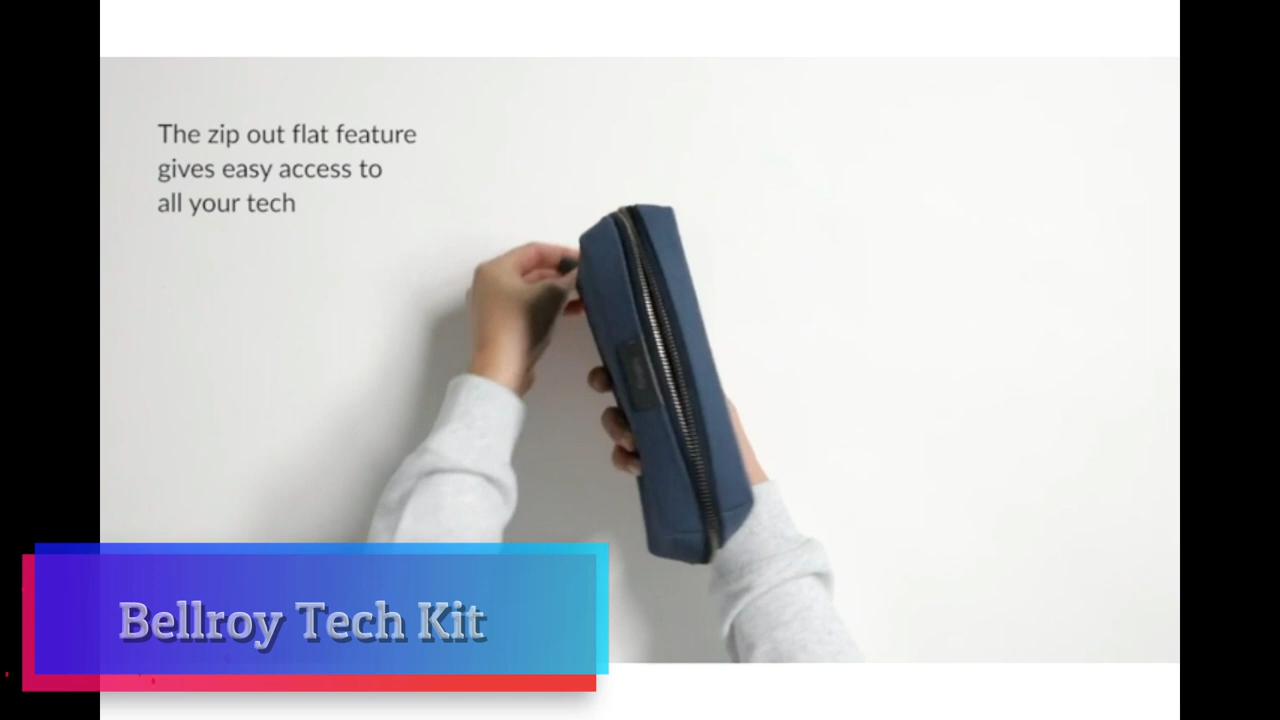 The zip out flat feature
gives easy access to
all your tech
Bellroy Tech Kit